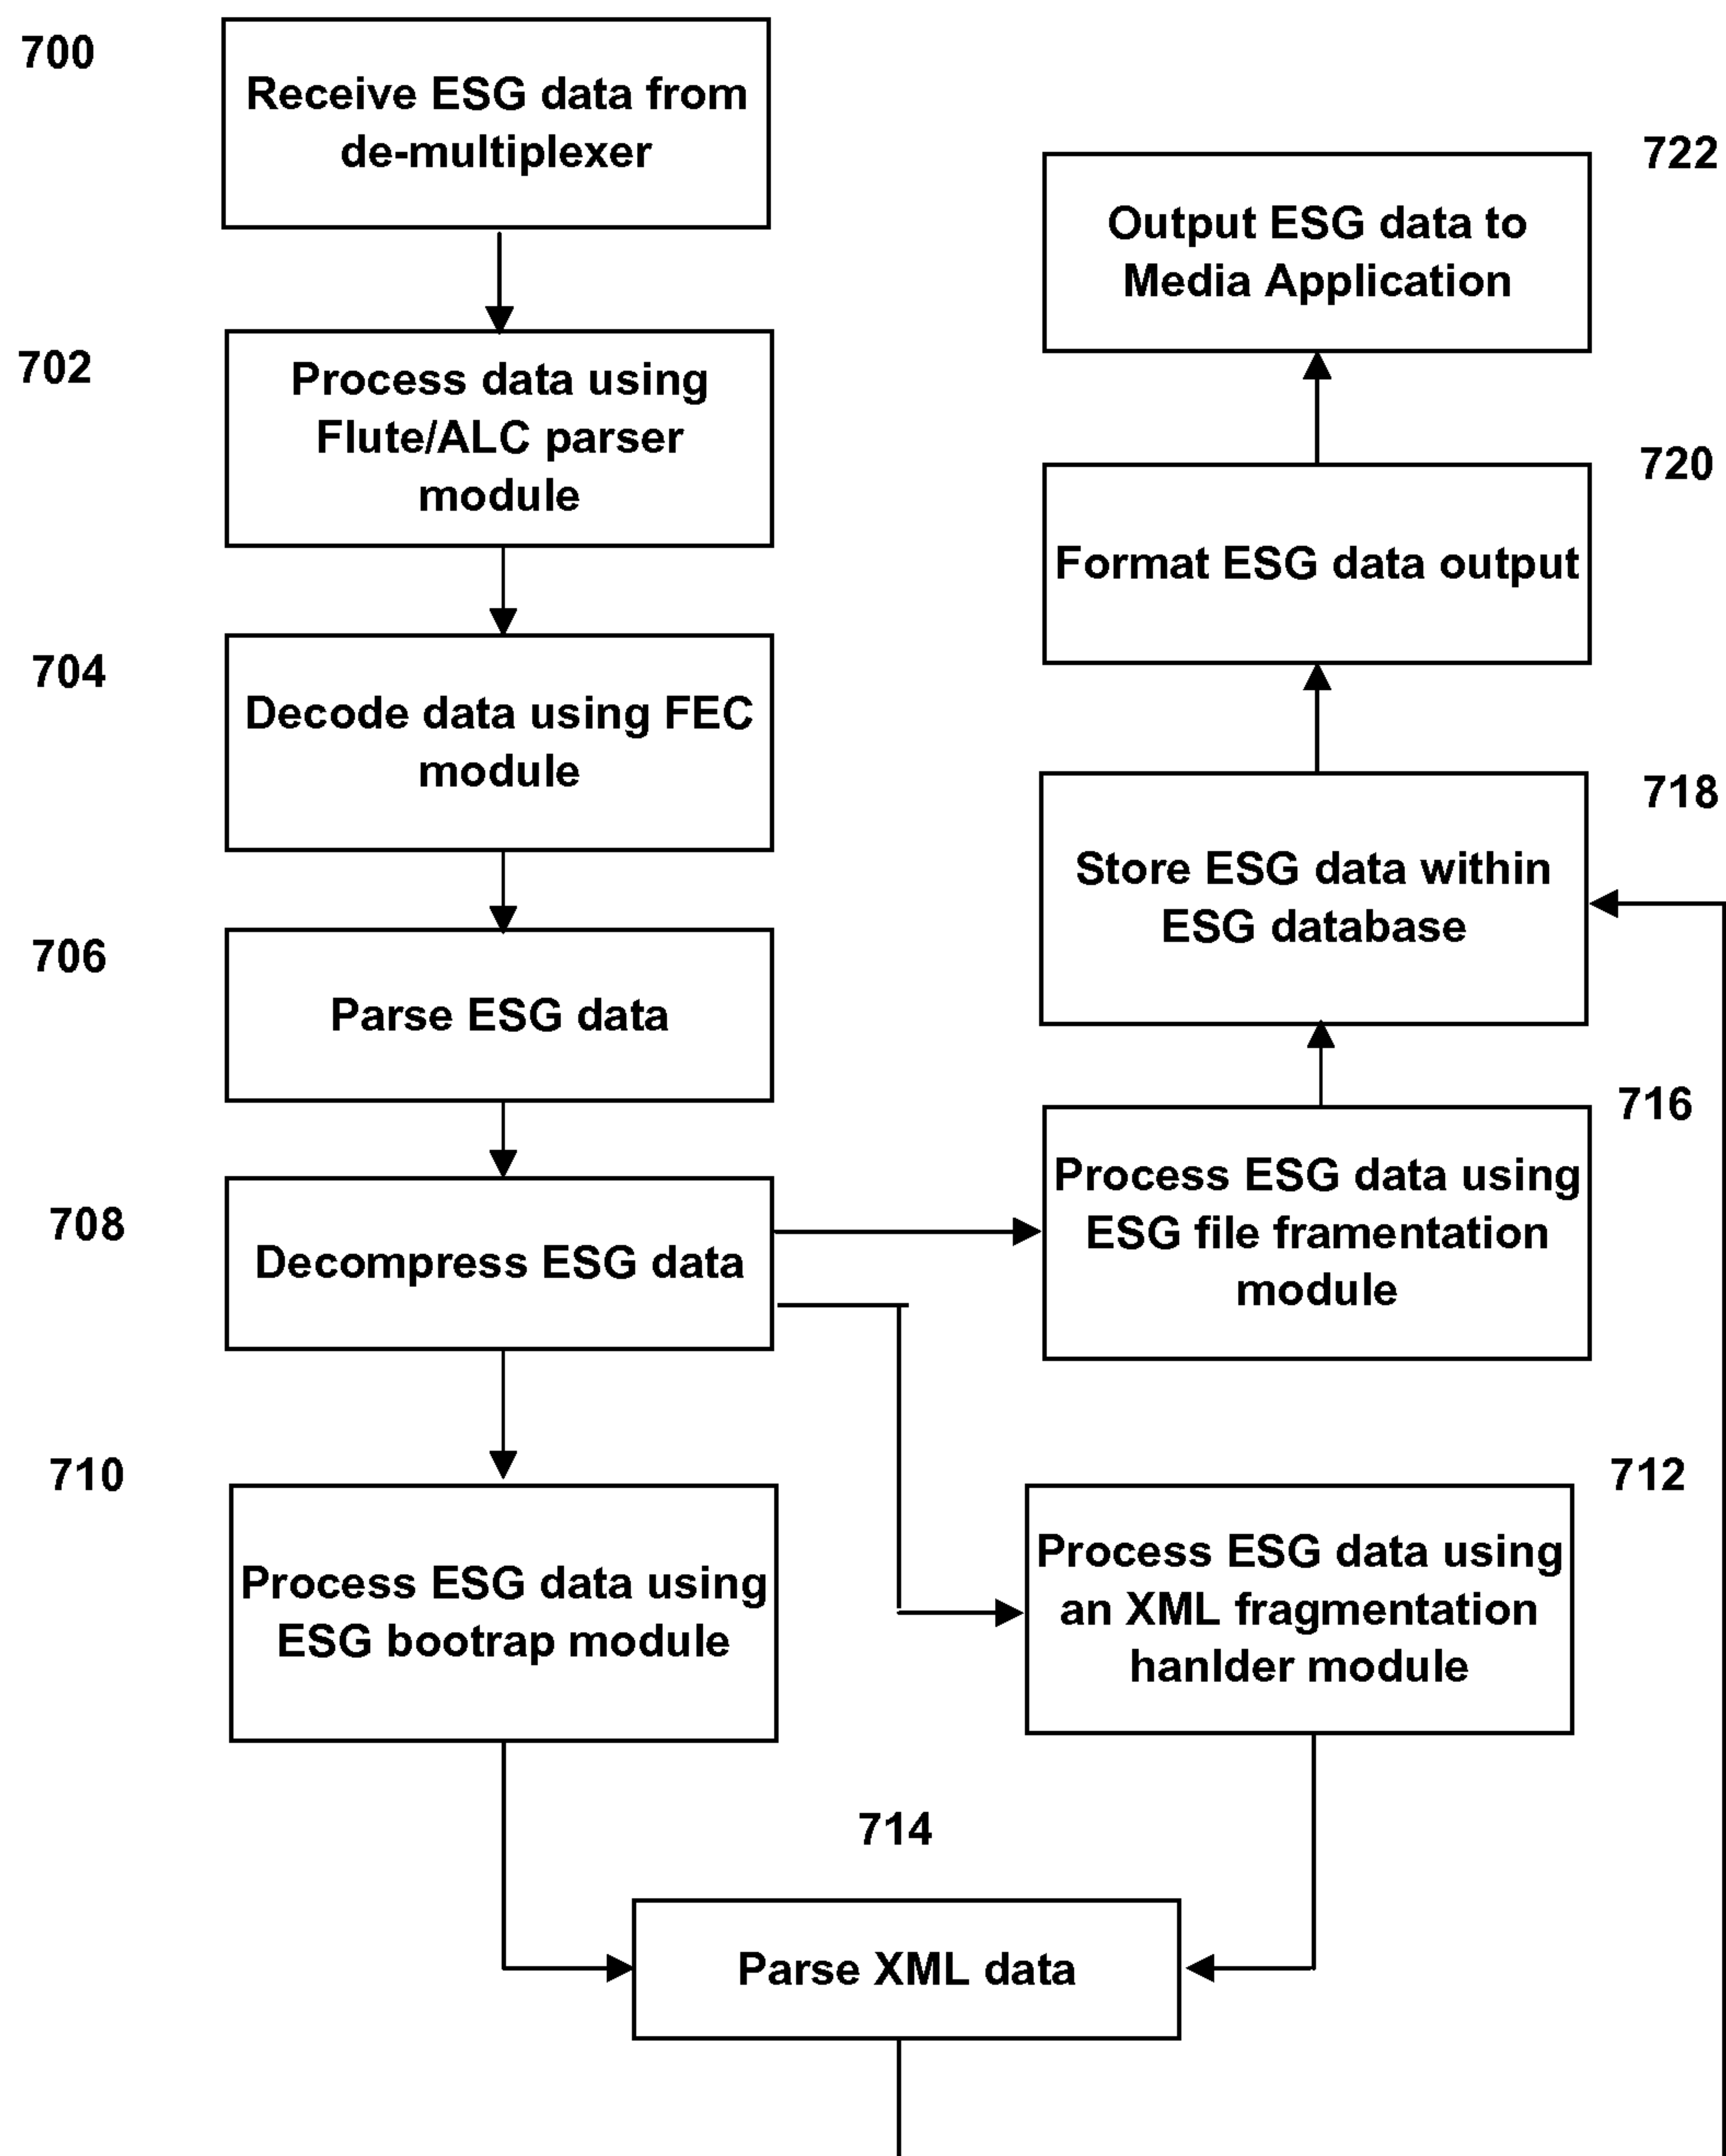 700
Receive ESG data from
de-multiplexer
702
Process data using
Flute/ALC parser
module
704
Decode data using FEC
module
706
Parse ESG data
708
Decompress ESG data
710
Process ESG data using
ESG bootrap module
722
Output ESG data to
Media Application
720
Format ESG data output
718
Store ESG data within
ESG database
716
Process ESG data using
ESG file framentation
module
712
Process ESG data using
an XML fragmentation
hanlder module
714
Parse XML data